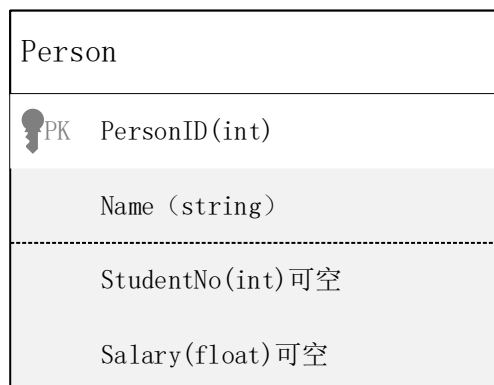 Person
PK PersonID(int)
Name（string）
StudentNo(int)可空
Salary(float)可空